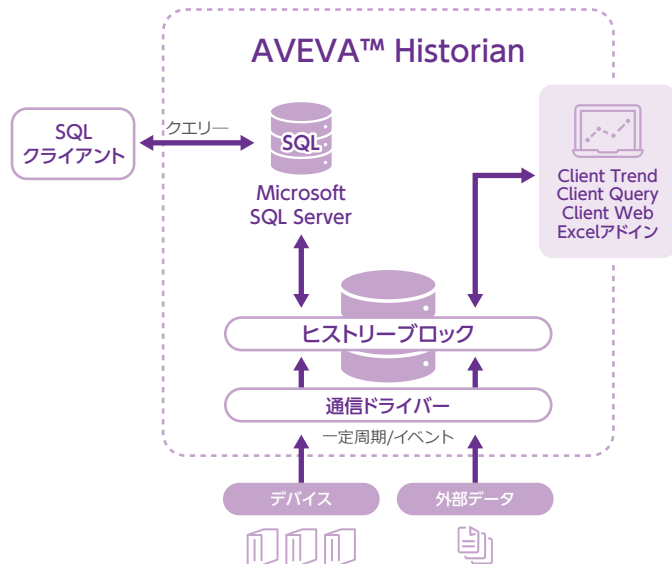 AVEVA™ Historian
SQL
クライアント
クエリー
SQL
Microsoft
SQL Server
Client Trend
Client Query
Client Web
Excelアドイン
ヒストリーブロック
通信ドライバー
一定周期/イベント
デバイス
外部データ